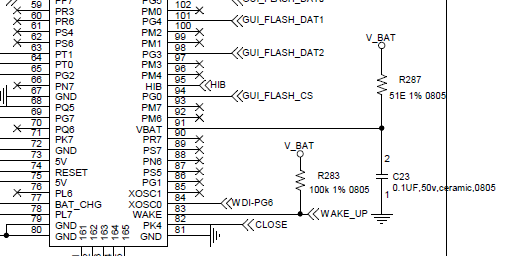 59 PP7 102 GUI_FLASH_DAT0
60 PR3 PM0 101
61 PR6 PG4 100 GUI_FLASH_DAT1
62 PS4 PM2 99
63 PS6 PM1 98
64 PT1 PG3 97 GUI_FLASH_DAT2
65 PT0 PM3 96
66 PG2 PM4 95
67 PN7 HIB 94 HIB
68 GND PG0 93 GUI_FLASH_CS
69 PQ5 PM7 92
70 PG7 PM6 91
71 PQ6 VBAT 90
72 PK7 PR7 89
73 GND PS7 88
74 5V PN6 87
75 RESET PS5 86
76 5V PG1 85
77 PL6 XOSC1 84
78 BAT_CHG XOSC0 83 WDI-PG6
79 PL7 WAKE 82 WAKE_UP
80 GND PK4 81 CLOSE
GND GND
161 162 163 164 165
V_BAT
R287
51E 1% 0805
V_BAT
R283
100k 1% 0805
2
C23
0.1UF,50v,ceramic,0805
1